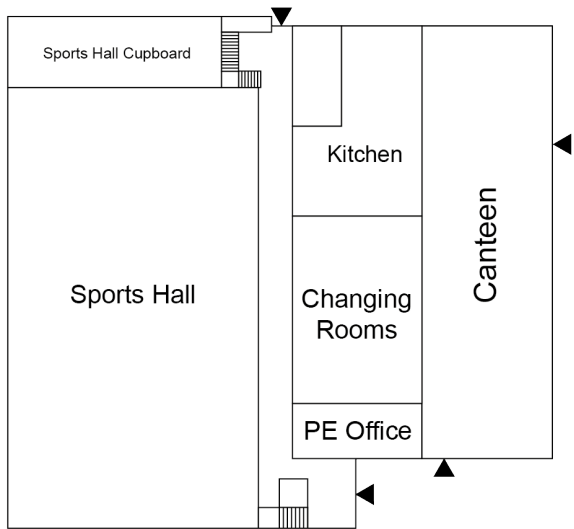 Sports Hall Cupboard
Kitchen
Canteen
Sports Hall
Changing
Rooms
PE Office